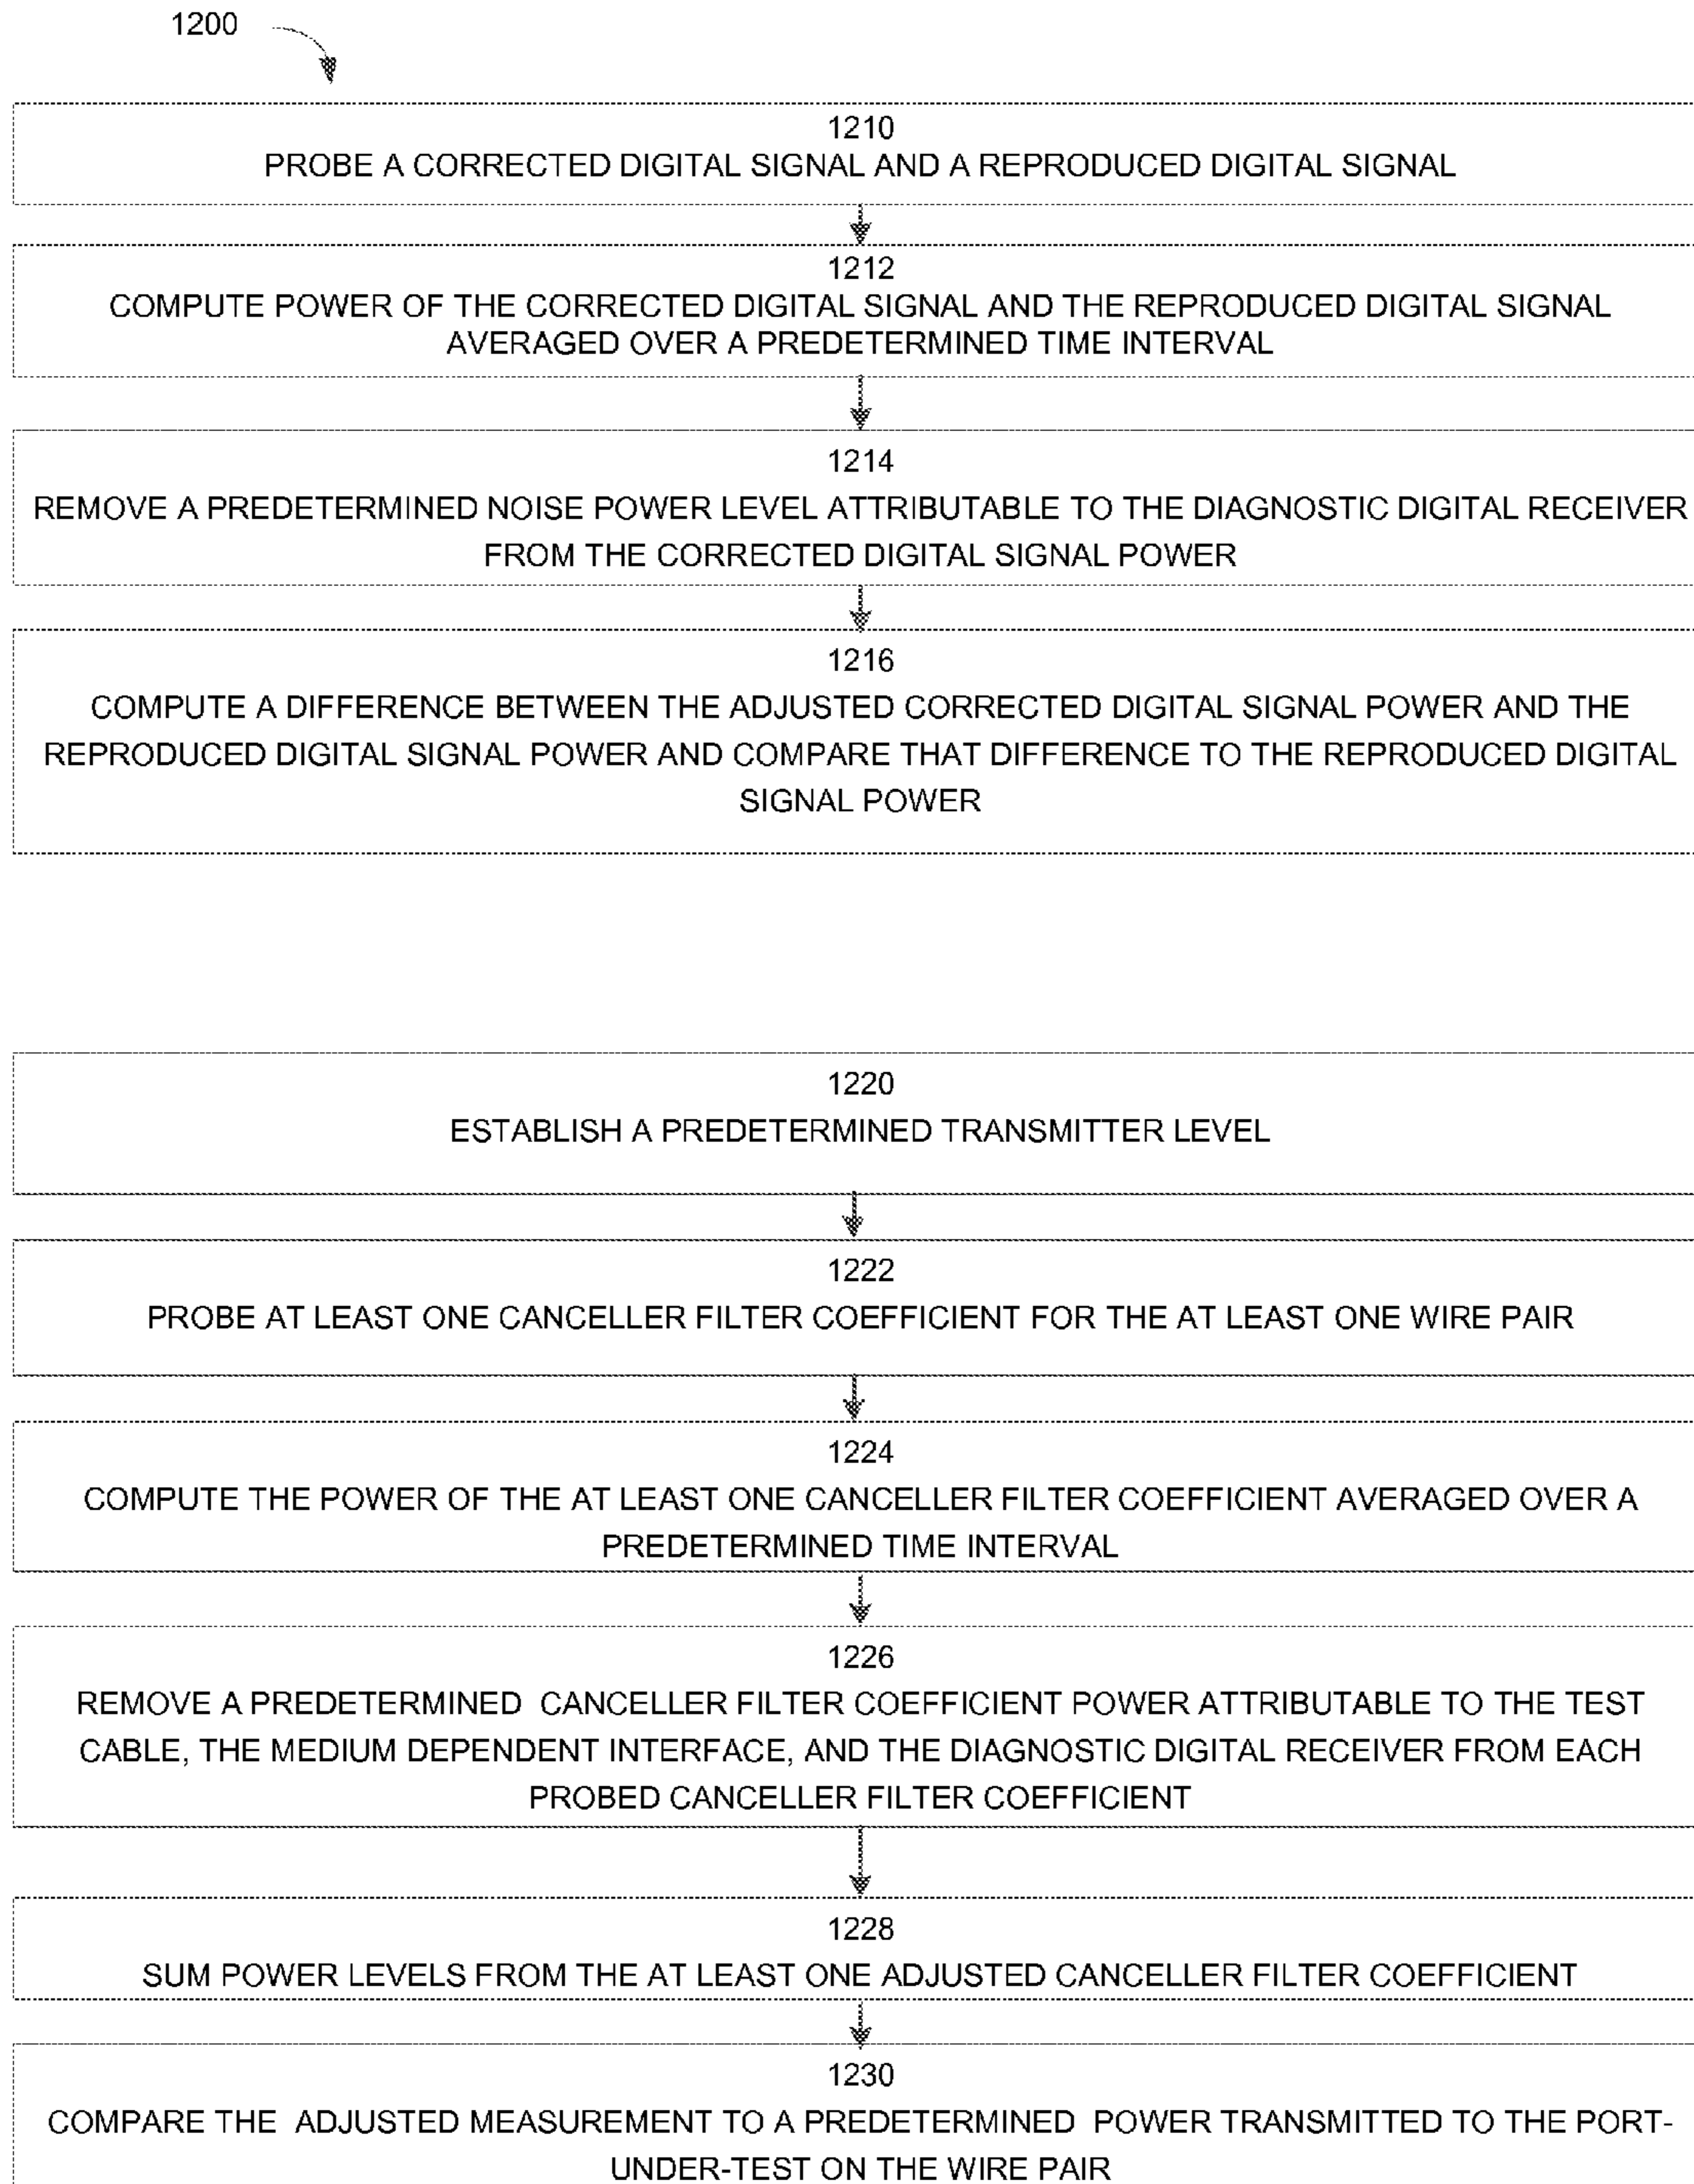 1200
1210
PROBE A CORRECTED DIGITAL SIGNAL AND A REPRODUCED DIGITAL SIGNAL
1212
COMPUTE POWER OF THE CORRECTED DIGITAL SIGNAL AND THE REPRODUCED DIGITAL SIGNAL
AVERAGED OVER A PREDETERMINED TIME INTERVAL
1214
REMOVE A PREDETERMINED NOISE POWER LEVEL ATTRIBUTABLE TO THE DIAGNOSTIC DIGITAL RECEIVER
FROM THE CORRECTED DIGITAL SIGNAL POWER
1216
COMPUTE A DIFFERENCE BETWEEN THE ADJUSTED CORRECTED DIGITAL SIGNAL POWER AND THE
REPRODUCED DIGITAL SIGNAL POWER AND COMPARE THAT DIFFERENCE TO THE REPRODUCED DIGITAL
SIGNAL POWER
1220
ESTABLISH A PREDETERMINED TRANSMITTER LEVEL
1222
PROBE AT LEAST ONE CANCELLER FILTER COEFFICIENT FOR THE AT LEAST ONE WIRE PAIR
1224
COMPUTE THE POWER OF THE AT LEAST ONE CANCELLER FILTER COEFFICIENT AVERAGED OVER A
PREDETERMINED TIME INTERVAL
1226
REMOVE A PREDETERMINED CANCELLER FILTER COEFFICIENT POWER ATTRIBUTABLE TO THE TEST
CABLE, THE MEDIUM DEPENDENT INTERFACE, AND THE DIAGNOSTIC DIGITAL RECEIVER FROM EACH
PROBED CANCELLER FILTER COEFFICIENT
1228
SUM POWER LEVELS FROM THE AT LEAST ONE ADJUSTED CANCELLER FILTER COEFFICIENT
1230
COMPARE THE ADJUSTED MEASUREMENT TO A PREDETERMINED POWER TRANSMITTED TO THE PORT-
UNDER-TEST ON THE WIRE PAIR